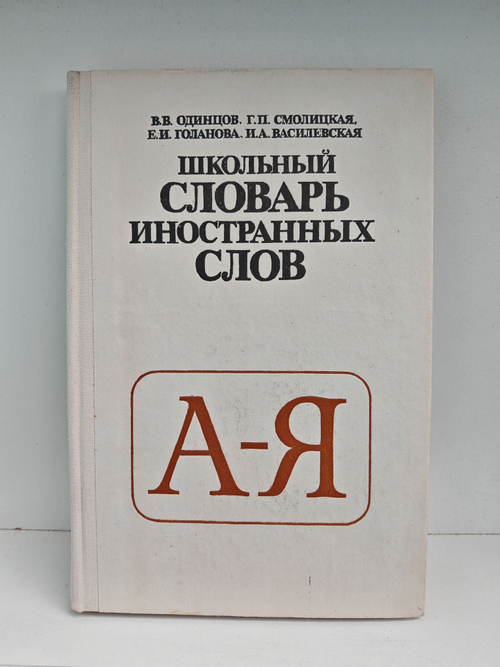 В.В. ОДИНЦОВ. Г.П. СМОЛИЦКАЯ,
Е.И. ГОЛАНОВА. И.А. ВАСИЛЕВСКАЯ
ШКОЛЬНЫЙ
СЛОВАРЬ
ИНОСТРАННЫХ
СЛОВ
А-Я